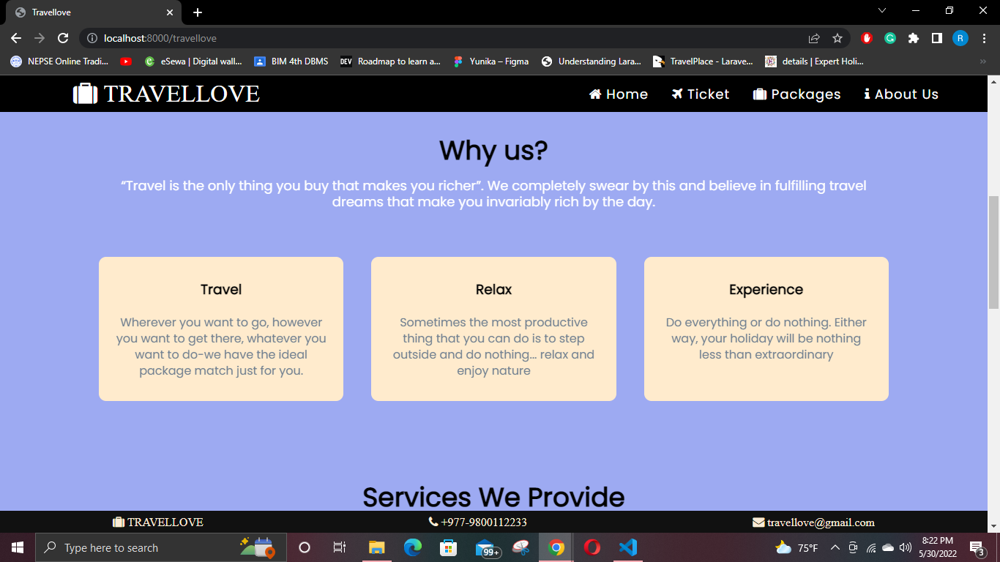 Travellove
localhost:8000/travellove
R
NEPSE Online Tradi...
eSewa | Digital wall...
BIM 4th DBMS
DEV Roadmap to learn a...
Yunika – Figma
Understanding Lara...
TravelPlace - Larave...
details | Expert Holi...
TRAVELLOVE
Home
Ticket
Packages
About Us
Why us?
“Travel is the only thing you buy that makes you richer”. We completely swear by this and believe in fulfilling travel
dreams that make you invariably rich by the day.
Travel
Wherever you want to go, however
you want to get there, whatever you
want to do-we have the ideal
package match just for you.
Relax
Sometimes the most productive
thing that you can do is to step
outside and do nothing... relax and
enjoy nature
Experience
Do everything or do nothing. Either
way, your holiday will be nothing
less than extraordinary
Services We Provide
TRAVELLOVE
+977-9800112233
travellove@gmail.com
Type here to search
99+
75°F
8:22 PM
5/30/2022
3